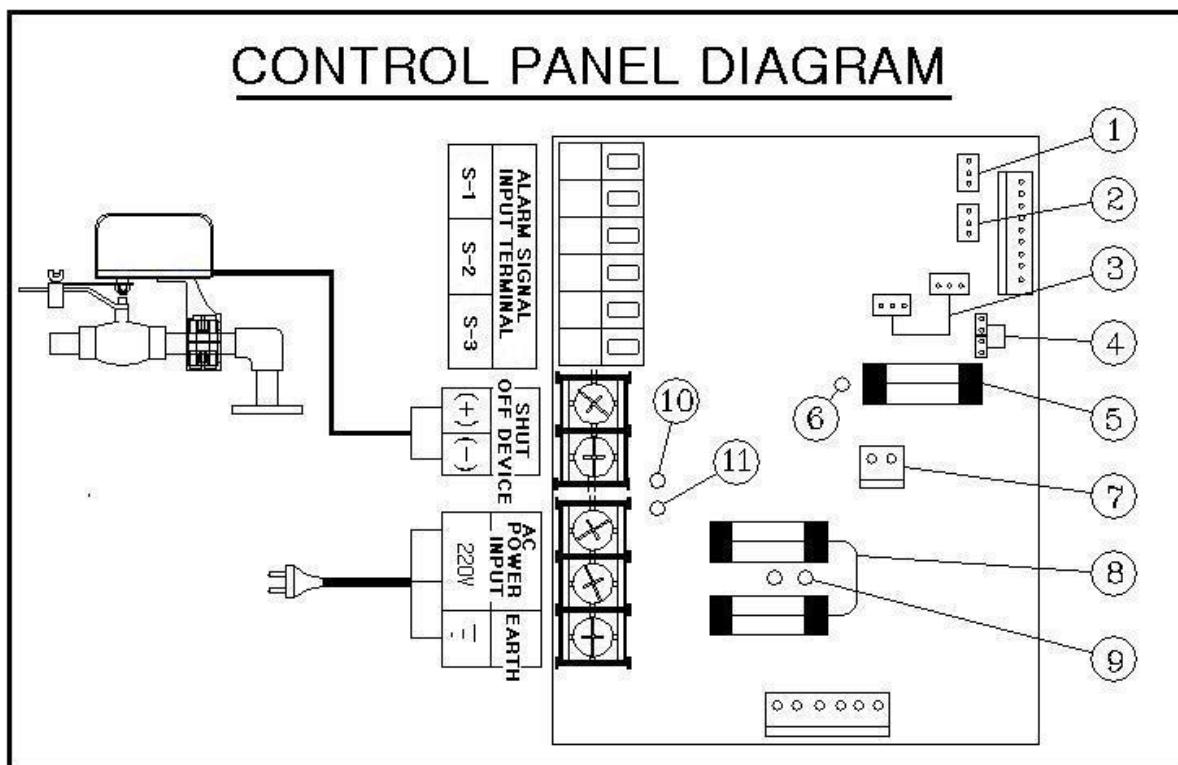 CONTROL PANEL DIAGRAM
ALARM SIGNAL
INPUT TERMINAL
S-1
S-2
S-3
SHUT
OFF DEVICE
(+)
(-)
AC
POWER
INPUT
220V
EARTH
1
2
3
4
5
6
7
8
9
10
11